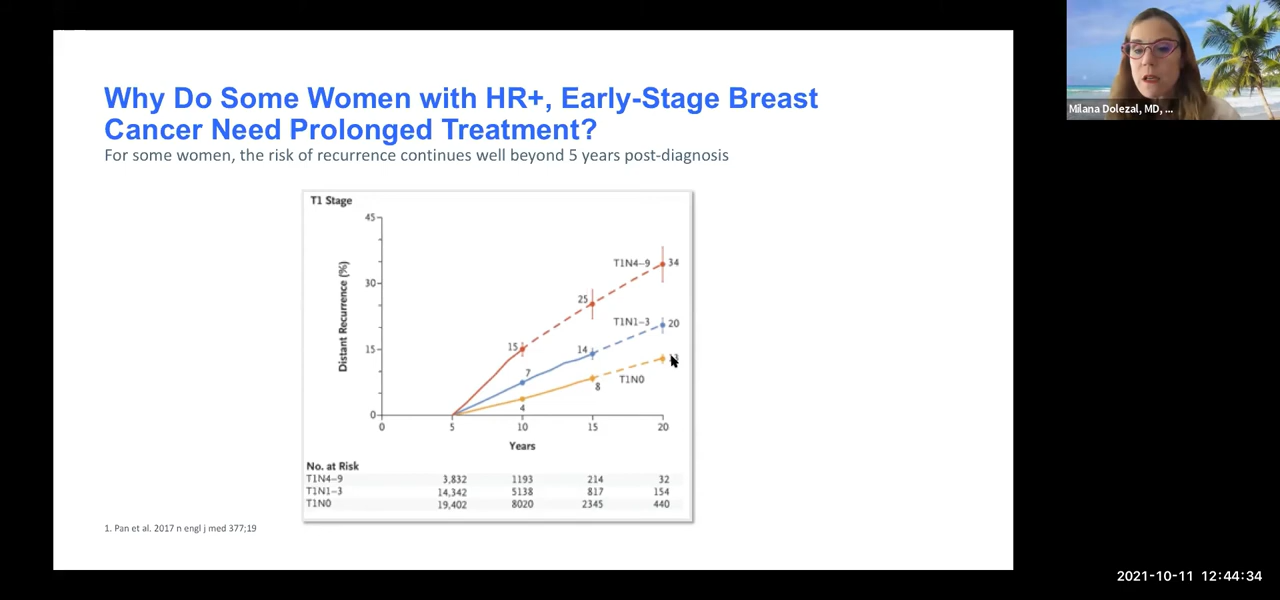 Why Do Some Women with HR+, Early-Stage Breast
Cancer Need Prolonged Treatment?
For some women, the risk of recurrence continues well beyond 5 years post-diagnosis
Milana Dolezal, MD, ...
T1 Stage
45
30
15
0
Distant Recurrence (%)
T1N4–9 34
25
15
T1N1–3 20
14
7
T1N0
8
4
0 5 10 15 20
Years
No. at Risk
T1N4–9 3,832 1193 214 32
T1N1–3 14,342 5138 817 154
T1N0 19,402 8020 2345 440
1. Pan et al. 2017 n engl j med 377;19
2021-10-11 12:44:34